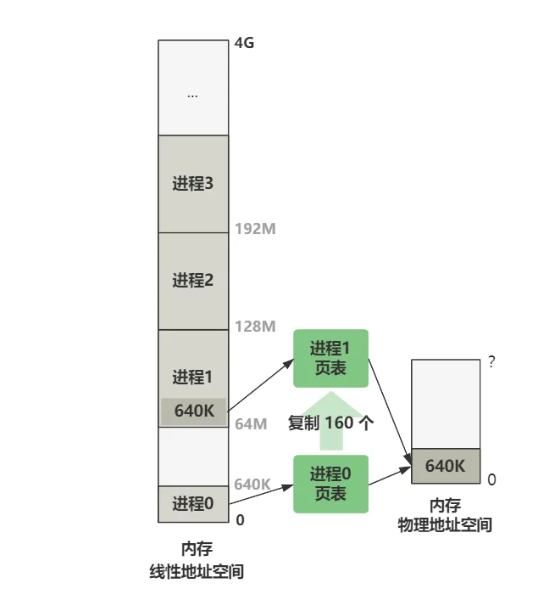 4G
...
进程3
192M
进程2
128M
进程1
640K
64M
640K
进程0
0
内存
线性地址空间
进程1
页表
复制 160 个
进程0
页表
?
640K
0
内存
物理地址空间